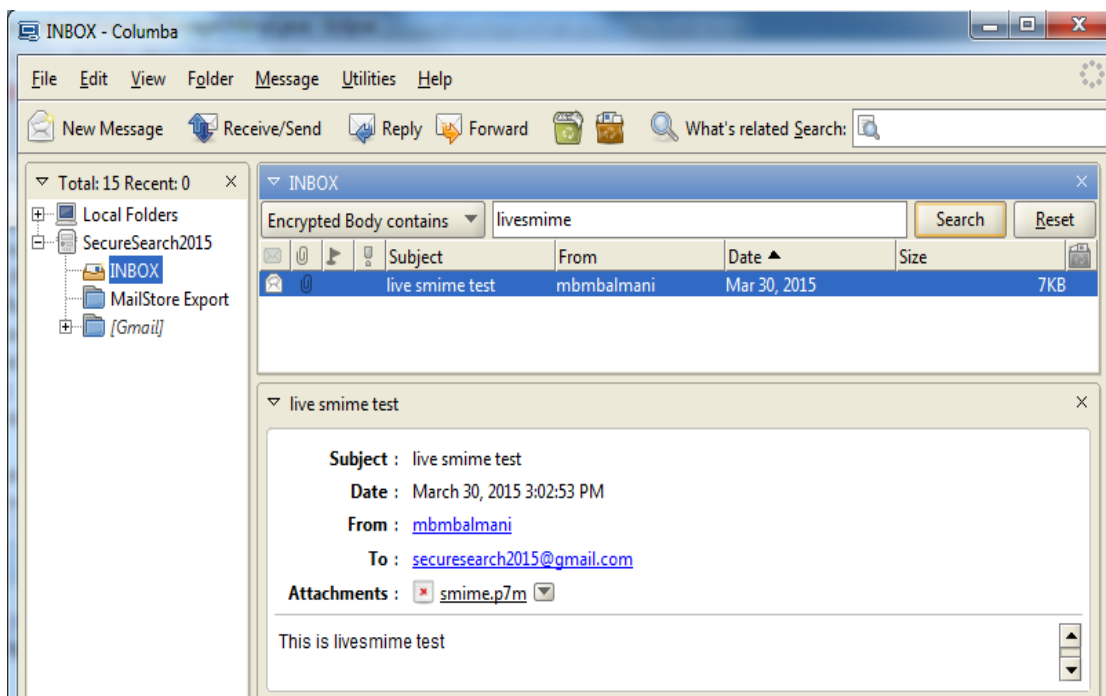 INBOX - Columba
File Edit View Folder Message Utilities Help
New Message Receive/Send Reply Forward What's related Search:
Total: 15 Recent: 0
Local Folders
SecureSearch2015
INBOX
MailStore Export
[Gmail]
INBOX
Encrypted Body contains livesmime Search Reset
Subject From Date Size
live smime test mbmbalmani Mar 30, 2015 7KB
live smime test
Subject : live smime test
Date : March 30, 2015 3:02:53 PM
From : mbmbalmani
To : securesearch2015@gmail.com
Attachments : smime.p7m
This is livesmime test